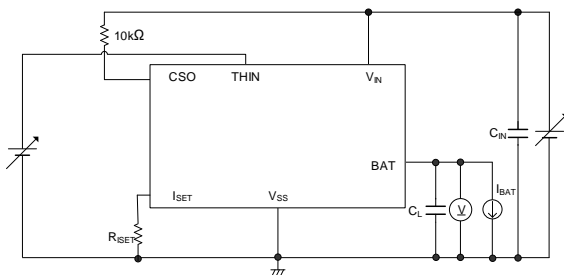 10kΩ
CSO
THIN
VIN
CIN
BAT
IBAT
ISET
VSS
CL
V
RISET